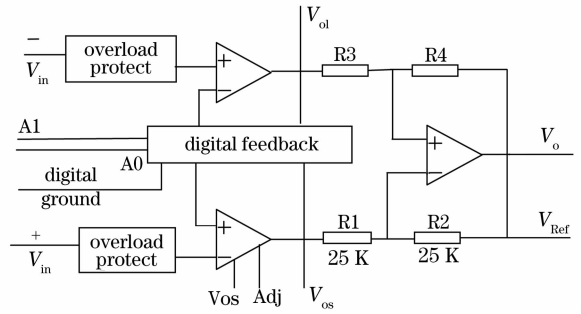 V_ol
−
V_in
overload
protect
+
−
R3
R4
A1
A0
digital feedback
digital
ground
+
−
V_o
+
V_in
overload
protect
+
−
R1
25 K
R2
25 K
V_Ref
Vos
Adj
V_os